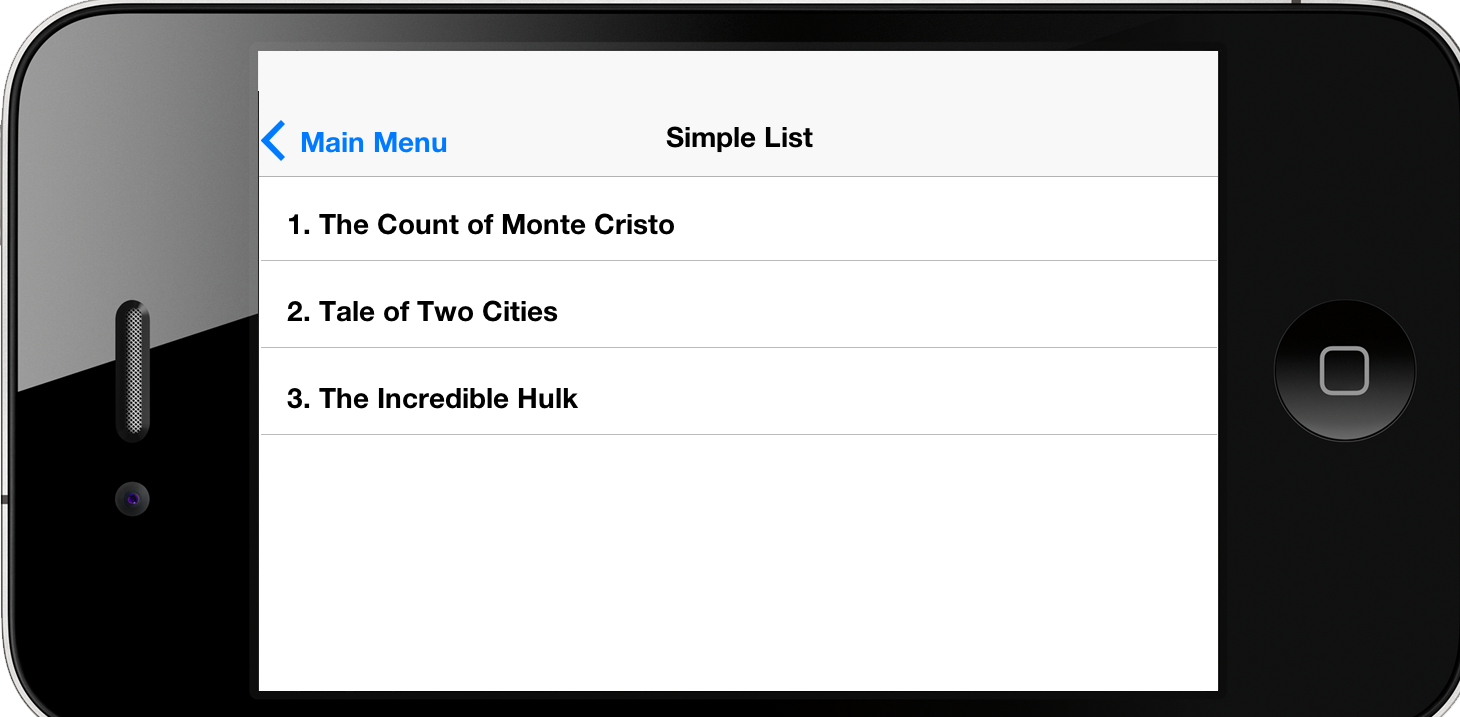 Main Menu
Simple List
1. The Count of Monte Cristo
2. Tale of Two Cities
3. The Incredible Hulk